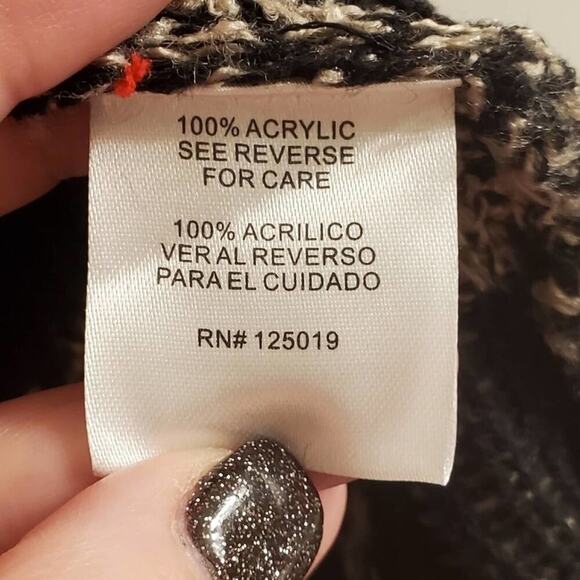 100% ACRYLIC
SEE REVERSE
FOR CARE
100% ACRILICO
VER AL REVERSO
PARA EL CUIDADO
RN# 125019